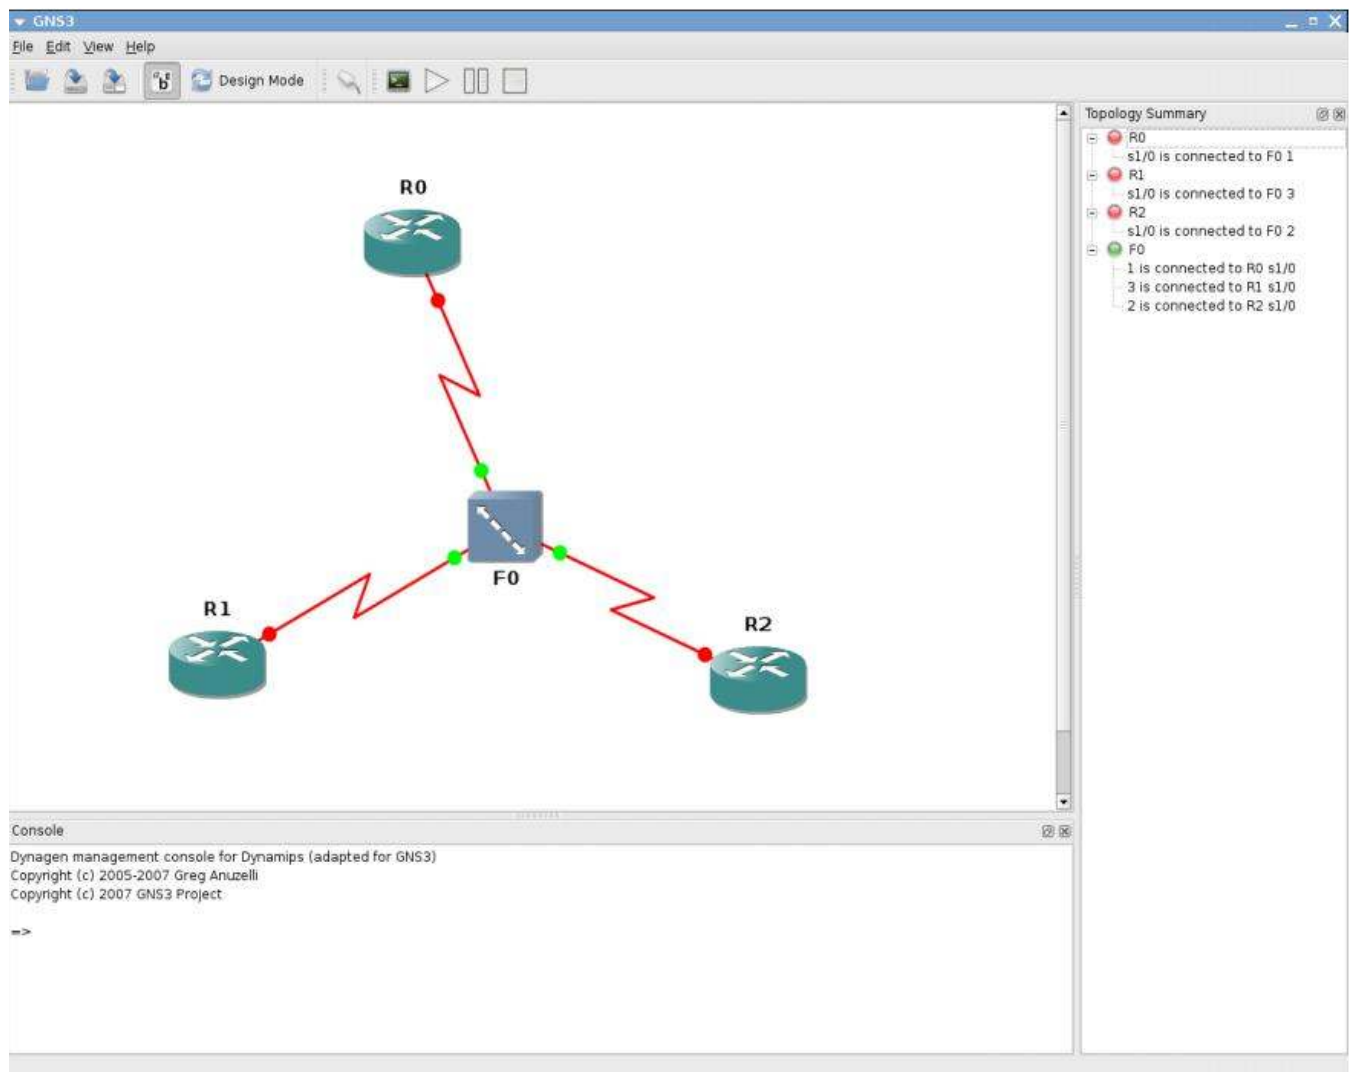 GNS3
File Edit View Help
Design Mode
Topology Summary
R0
s1/0 is connected to F0 1
R1
s1/0 is connected to F0 3
R2
s1/0 is connected to F0 2
F0
1 is connected to R0 s1/0
3 is connected to R1 s1/0
2 is connected to R2 s1/0
R0
F0
R1
R2
Console
Dynagen management console for Dynamips (adapted for GNS3)
Copyright (c) 2005-2007 Greg Anuzelli
Copyright (c) 2007 GNS3 Project
=>